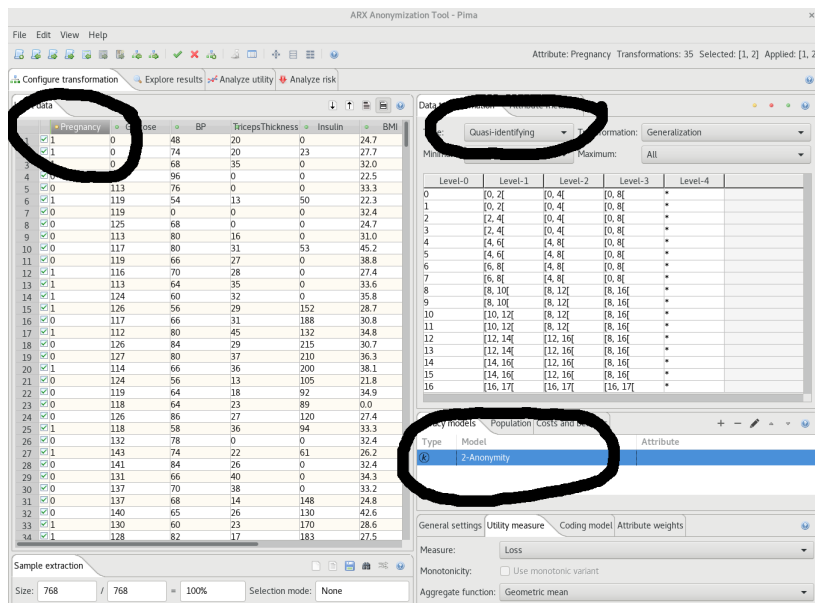 ARX Anonymization Tool - Pima
File Edit View Help
Attribute: Pregnancy Transformations: 35 Selected: [1, 2] Applied: [1, 2
Configure transformation Explore results Analyze utility Analyze risk
data
Pregnancy BP TricepsThickness Insulin BMI
1 0 48 20 0 24.7
1 0 74 20 23 27.7
3 1 0 68 35 0 32.0
4 0 96 0 0 22.5
5 0 113 76 0 0 33.3
6 1 119 54 13 50 22.3
7 0 119 0 0 0 32.4
8 0 125 68 0 0 24.7
9 0 113 80 16 0 31.0
10 0 117 80 31 53 45.2
11 0 119 66 27 0 38.8
12 1 116 70 28 0 27.4
13 1 113 64 35 0 33.6
14 1 124 60 32 0 35.8
15 1 126 56 29 152 28.7
16 0 117 66 31 188 30.8
17 1 112 80 45 132 34.8
18 0 126 84 29 215 30.7
19 0 127 80 37 210 36.3
20 1 114 66 36 200 38.1
21 0 124 56 13 105 21.8
22 0 114 64 18 92 34.9
23 0 118 64 23 89 0.0
24 0 126 86 27 120 27.4
25 1 118 58 36 94 33.3
26 0 132 78 0 0 32.4
27 1 143 74 22 61 26.2
28 0 141 84 26 0 32.4
29 0 131 66 40 0 34.3
30 0 137 70 38 0 33.2
31 0 137 68 14 148 24.8
32 0 140 65 26 130 42.6
33 1 130 60 23 170 28.6
34 1 128 82 17 183 27.5
Sample extraction
Size: 768 / 768 = 100% Selection mode: None
Quasi-identifying Transformation: Generalization
Maximum: All
Level-0 Level-1 Level-2 Level-3 Level-4
0 [0, 2[ [0, 4[ [0, 8[ *
1 [0, 2[ [0, 4[ [0, 8[ *
2 [2, 4[ [0, 4[ [0, 8[ *
3 [2, 4[ [0, 4[ [0, 8[ *
4 [4, 6[ [4, 8[ [0, 8[ *
5 [4, 6[ [4, 8[ [0, 8[ *
6 [6, 8[ [4, 8[ [0, 8[ *
7 [6, 8[ [4, 8[ [0, 8[ *
8 [8, 10[ [8, 12[ [8, 16[ *
9 [8, 10[ [8, 12[ [8, 16[ *
10 [10, 12[ [8, 12[ [8, 16[ *
11 [10, 12[ [8, 12[ [8, 16[ *
12 [12, 14[ [12, 16[ [8, 16[ *
13 [12, 14[ [12, 16[ [8, 16[ *
14 [14, 16[ [12, 16[ [8, 16[ *
15 [14, 16[ [12, 16[ [8, 16[ *
16 [16, 17[ [16, 17[ [16, 17[ *
models Population Costs and
Type Model Attribute
k 2-Anonymity
General settings Utility measure Coding model Attribute weights
Measure: Loss
Monotonicity: Use monotonic variant
Aggregate function: Geometric mean